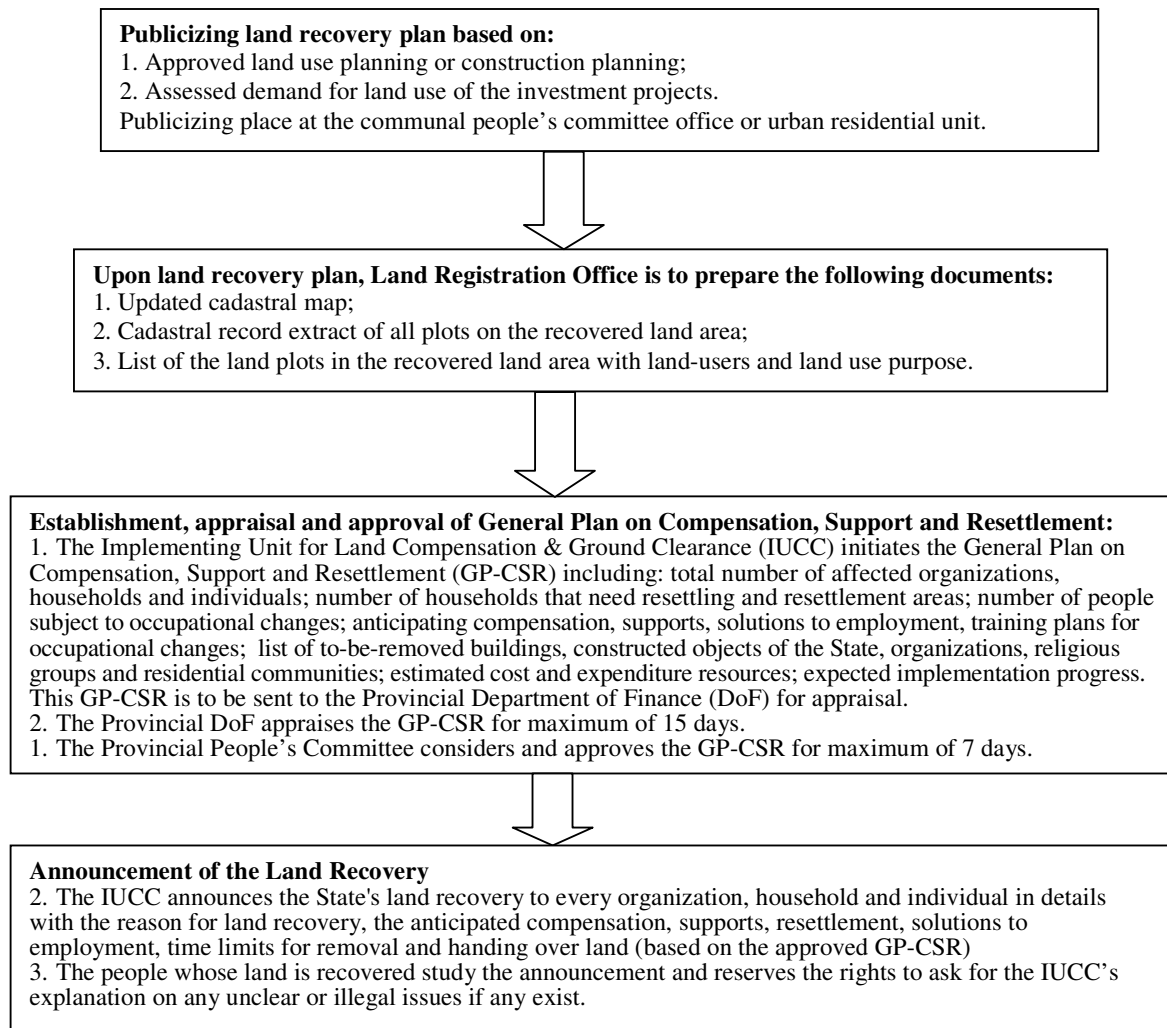 Publicizing land recovery plan based on:
1. Approved land use planning or construction planning;
2. Assessed demand for land use of the investment projects.
Publicizing place at the communal people's committee office or urban residential unit.
Upon land recovery plan, Land Registration Office is to prepare the following documents:
1. Updated cadastral map;
2. Cadastral record extract of all plots on the recovered land area;
3. List of the land plots in the recovered land area with land-users and land use purpose.
Establishment, appraisal and approval of General Plan on Compensation, Support and Resettlement:
1. The Implementing Unit for Land Compensation & Ground Clearance (IUCC) initiates the General Plan on
Compensation, Support and Resettlement (GP-CSR) including: total number of affected organizations,
households and individuals; number of households that need resettling and resettlement areas; number of people
subject to occupational changes; anticipating compensation, supports, solutions to employment, training plans for
occupational changes; list of to-be-removed buildings, constructed objects of the State, organizations, religious
groups and residential communities; estimated cost and expenditure resources; expected implementation progress.
This GP-CSR is to be sent to the Provincial Department of Finance (DoF) for appraisal.
2. The Provincial DoF appraises the GP-CSR for maximum of 15 days.
1. The Provincial People's Committee considers and approves the GP-CSR for maximum of 7 days.
Announcement of the Land Recovery
2. The IUCC announces the State's land recovery to every organization, household and individual in details
with the reason for land recovery, the anticipated compensation, supports, resettlement, solutions to
employment, time limits for removal and handing over land (based on the approved GP-CSR)
3. The people whose land is recovered study the announcement and reserves the rights to ask for the IUCC's
explanation on any unclear or illegal issues if any exist.